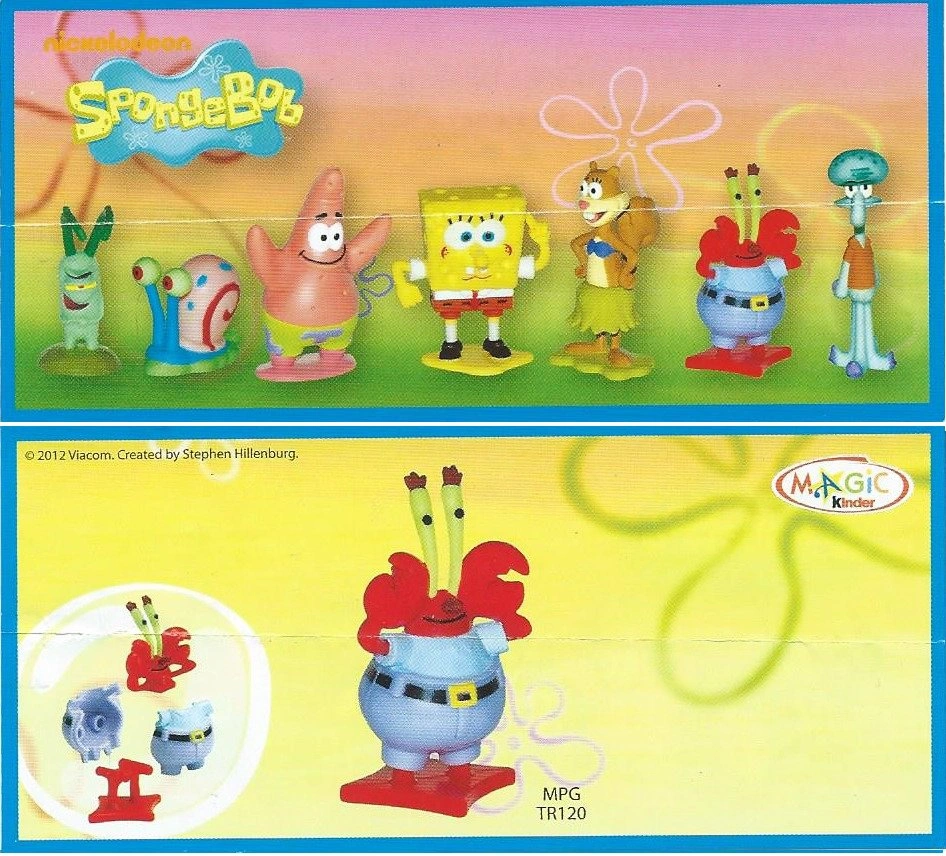 nickelodeon
SpongeBob
© 2012 Viacom. Created by Stephen Hillenburg.
MAGiC
Kinder
MPG
TR120